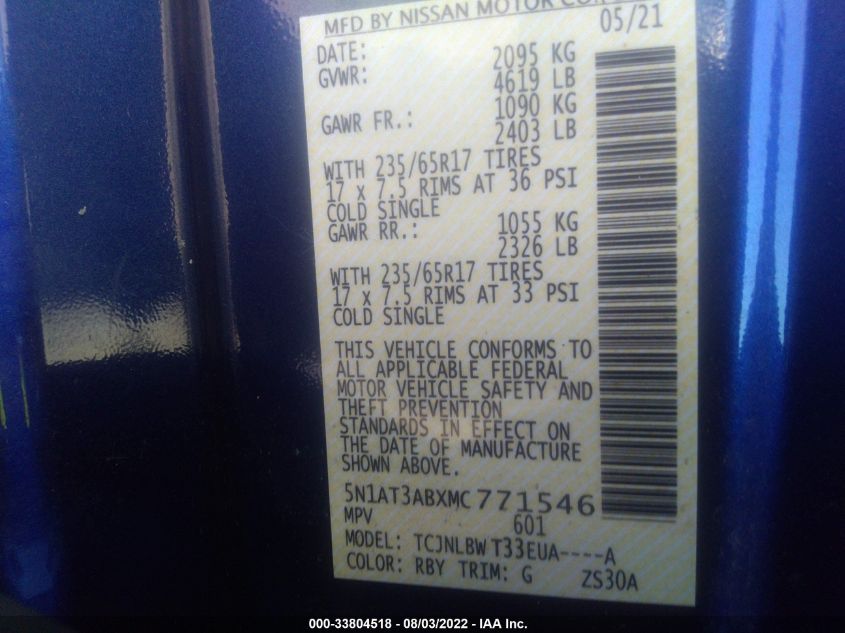 MFD BY NISSAN MOTOR
DATE: 05/21
GVWR: 2095 KG
4619 LB
GAWR FR.: 1090 KG
2403 LB
WITH 235/65R17 TIRES
17 x 7.5 RIMS AT 36 PSI
COLD SINGLE
GAWR RR.: 1055 KG
2326 LB
WITH 235/65R17 TIRES
17 x 7.5 RIMS AT 33 PSI
COLD SINGLE
THIS VEHICLE CONFORMS TO
ALL APPLICABLE FEDERAL
MOTOR VEHICLE SAFETY AND
THEFT PREVENTION
STANDARDS IN EFFECT ON
THE DATE OF MANUFACTURE
SHOWN ABOVE.
5N1AT3ABXMC771546
MPV 601
MODEL: TCJNLBW T33EUA----A
COLOR: RBY TRIM: G ZS30A
000-33804518 - 08/03/2022 - IAA Inc.